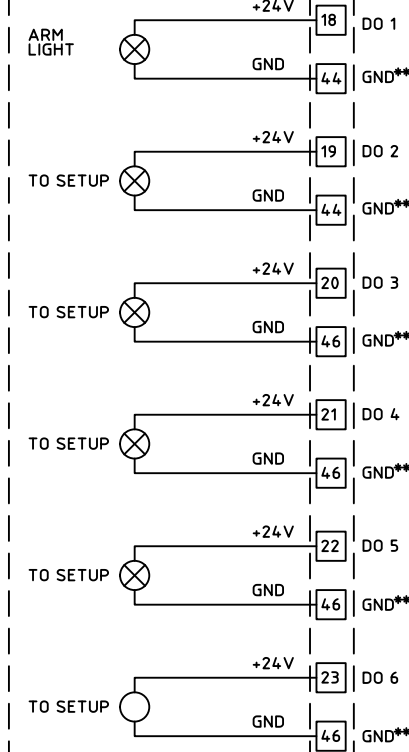 +24V 18 DO 1
ARM
LIGHT
GND 44 GND**
+24V 19 DO 2
TO SETUP
GND 44 GND**
+24V 20 DO 3
TO SETUP
GND 46 GND**
+24V 21 DO 4
TO SETUP
GND 46 GND**
+24V 22 DO 5
TO SETUP
GND 46 GND**
+24V 23 DO 6
TO SETUP
GND 46 GND**